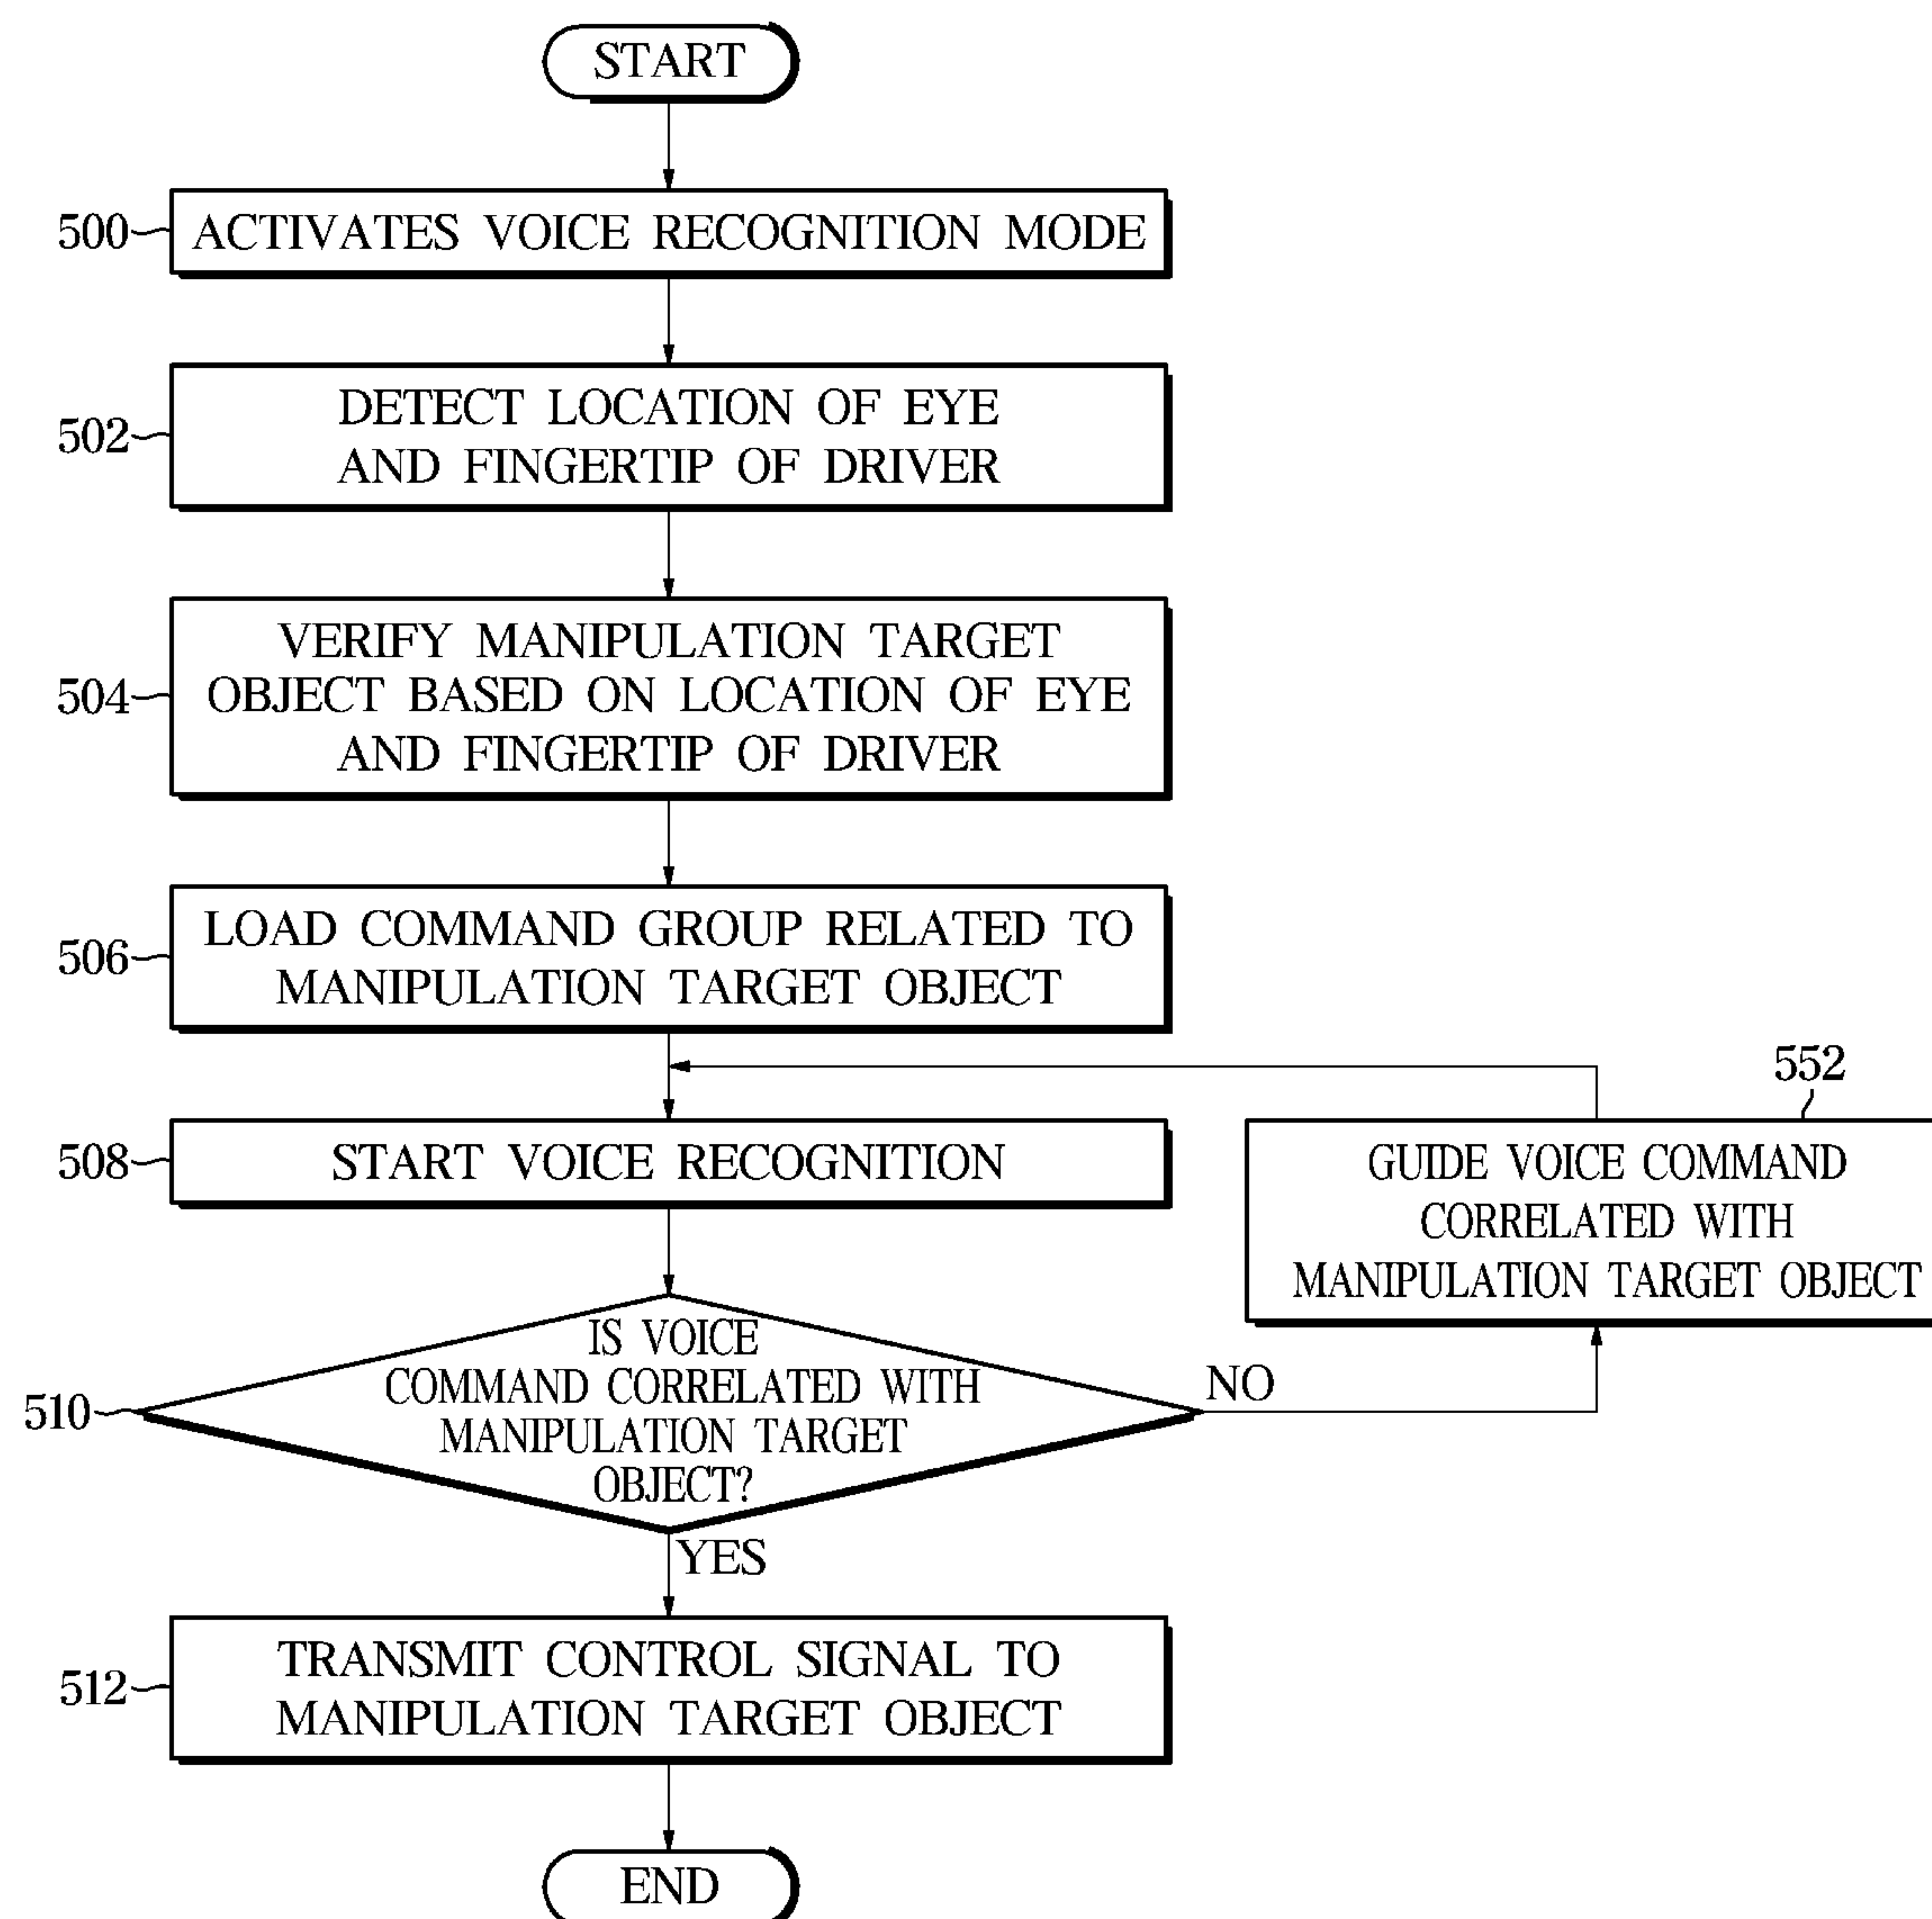 START
500
ACTIVATES VOICE RECOGNITION MODE
502
DETECT LOCATION OF EYE
AND FINGERTIP OF DRIVER
504
VERIFY MANIPULATION TARGET
OBJECT BASED ON LOCATION OF EYE
AND FINGERTIP OF DRIVER
506
LOAD COMMAND GROUP RELATED TO
MANIPULATION TARGET OBJECT
508
START VOICE RECOGNITION
552
GUIDE VOICE COMMAND
CORRELATED WITH
MANIPULATION TARGET OBJECT
510
IS VOICE
COMMAND CORRELATED WITH
MANIPULATION TARGET
OBJECT?
NO
YES
512
TRANSMIT CONTROL SIGNAL TO
MANIPULATION TARGET OBJECT
END